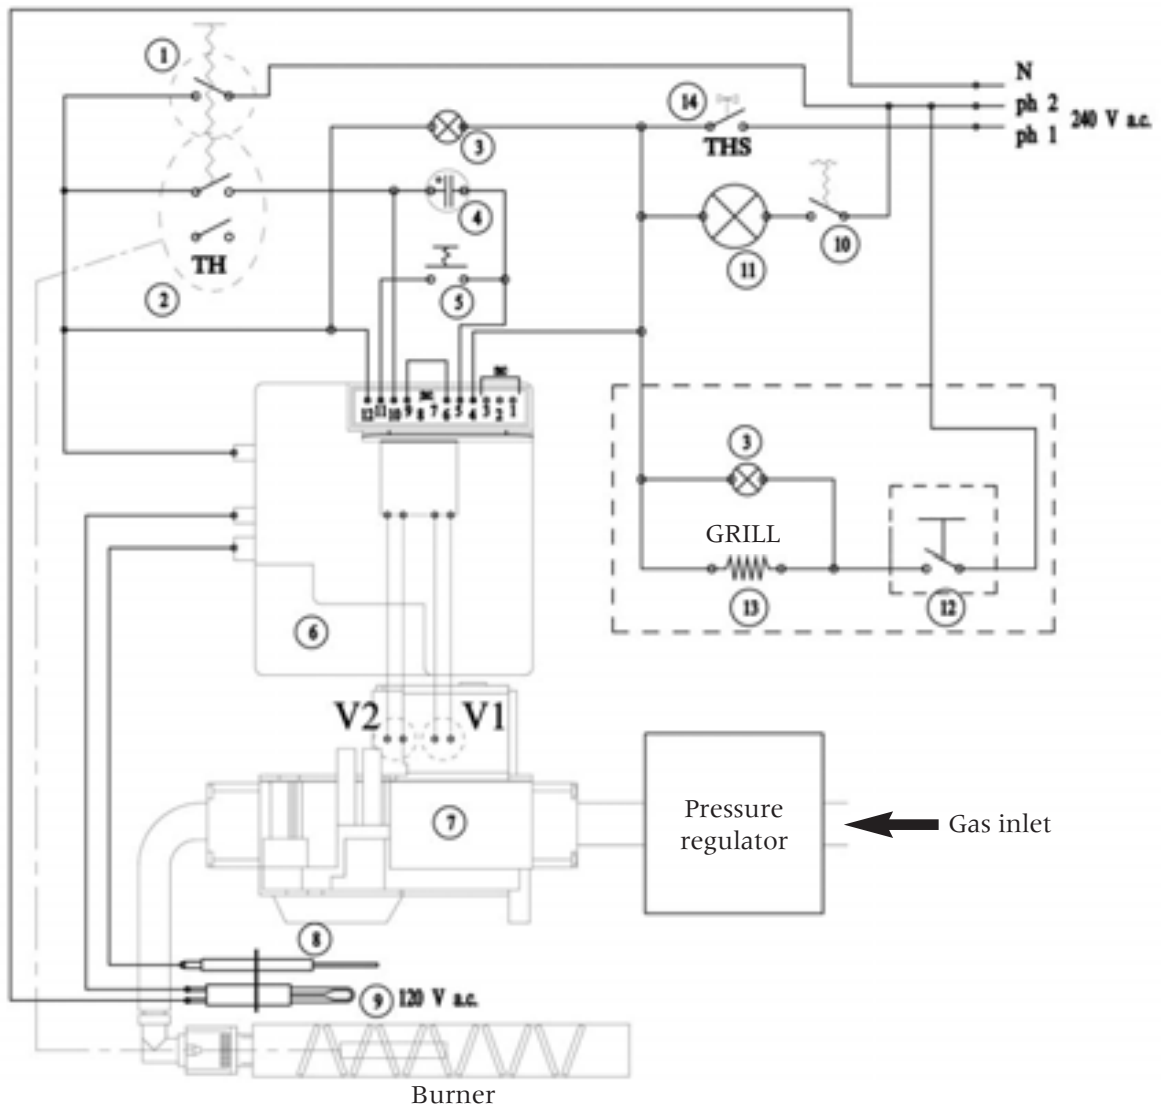 1
N
14
ph 2
240 V a.c.
ph 1
3
THS
4
10
TH
11
2
5
12 11 10 9 8 7 6 5 4 3 2 1
3
GRILL
13
12
6
V2
V1
7
Pressure
regulator
Gas inlet
8
9
120 V a.c.
Burner